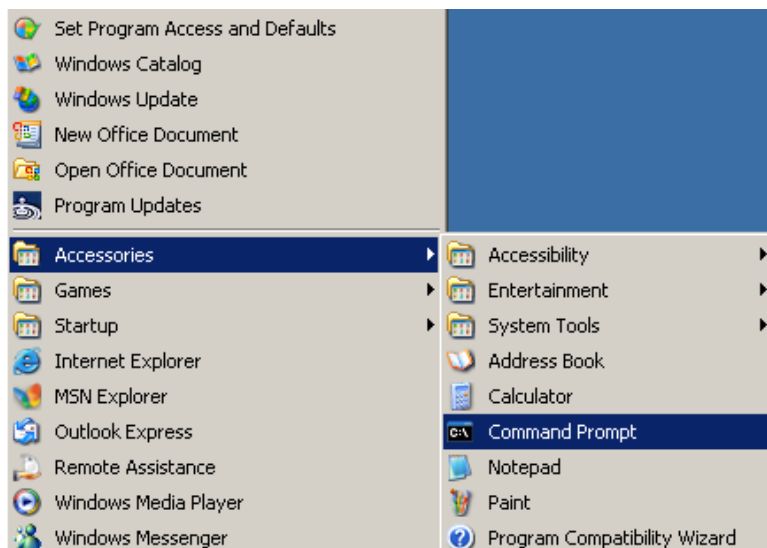 Set Program Access and Defaults
Windows Catalog
Windows Update
New Office Document
Open Office Document
Program Updates
Accessories
Games
Startup
Internet Explorer
MSN Explorer
Outlook Express
Remote Assistance
Windows Media Player
Windows Messenger
Accessibility
Entertainment
System Tools
Address Book
Calculator
C:\ Command Prompt
Notepad
Paint
Program Compatibility Wizard